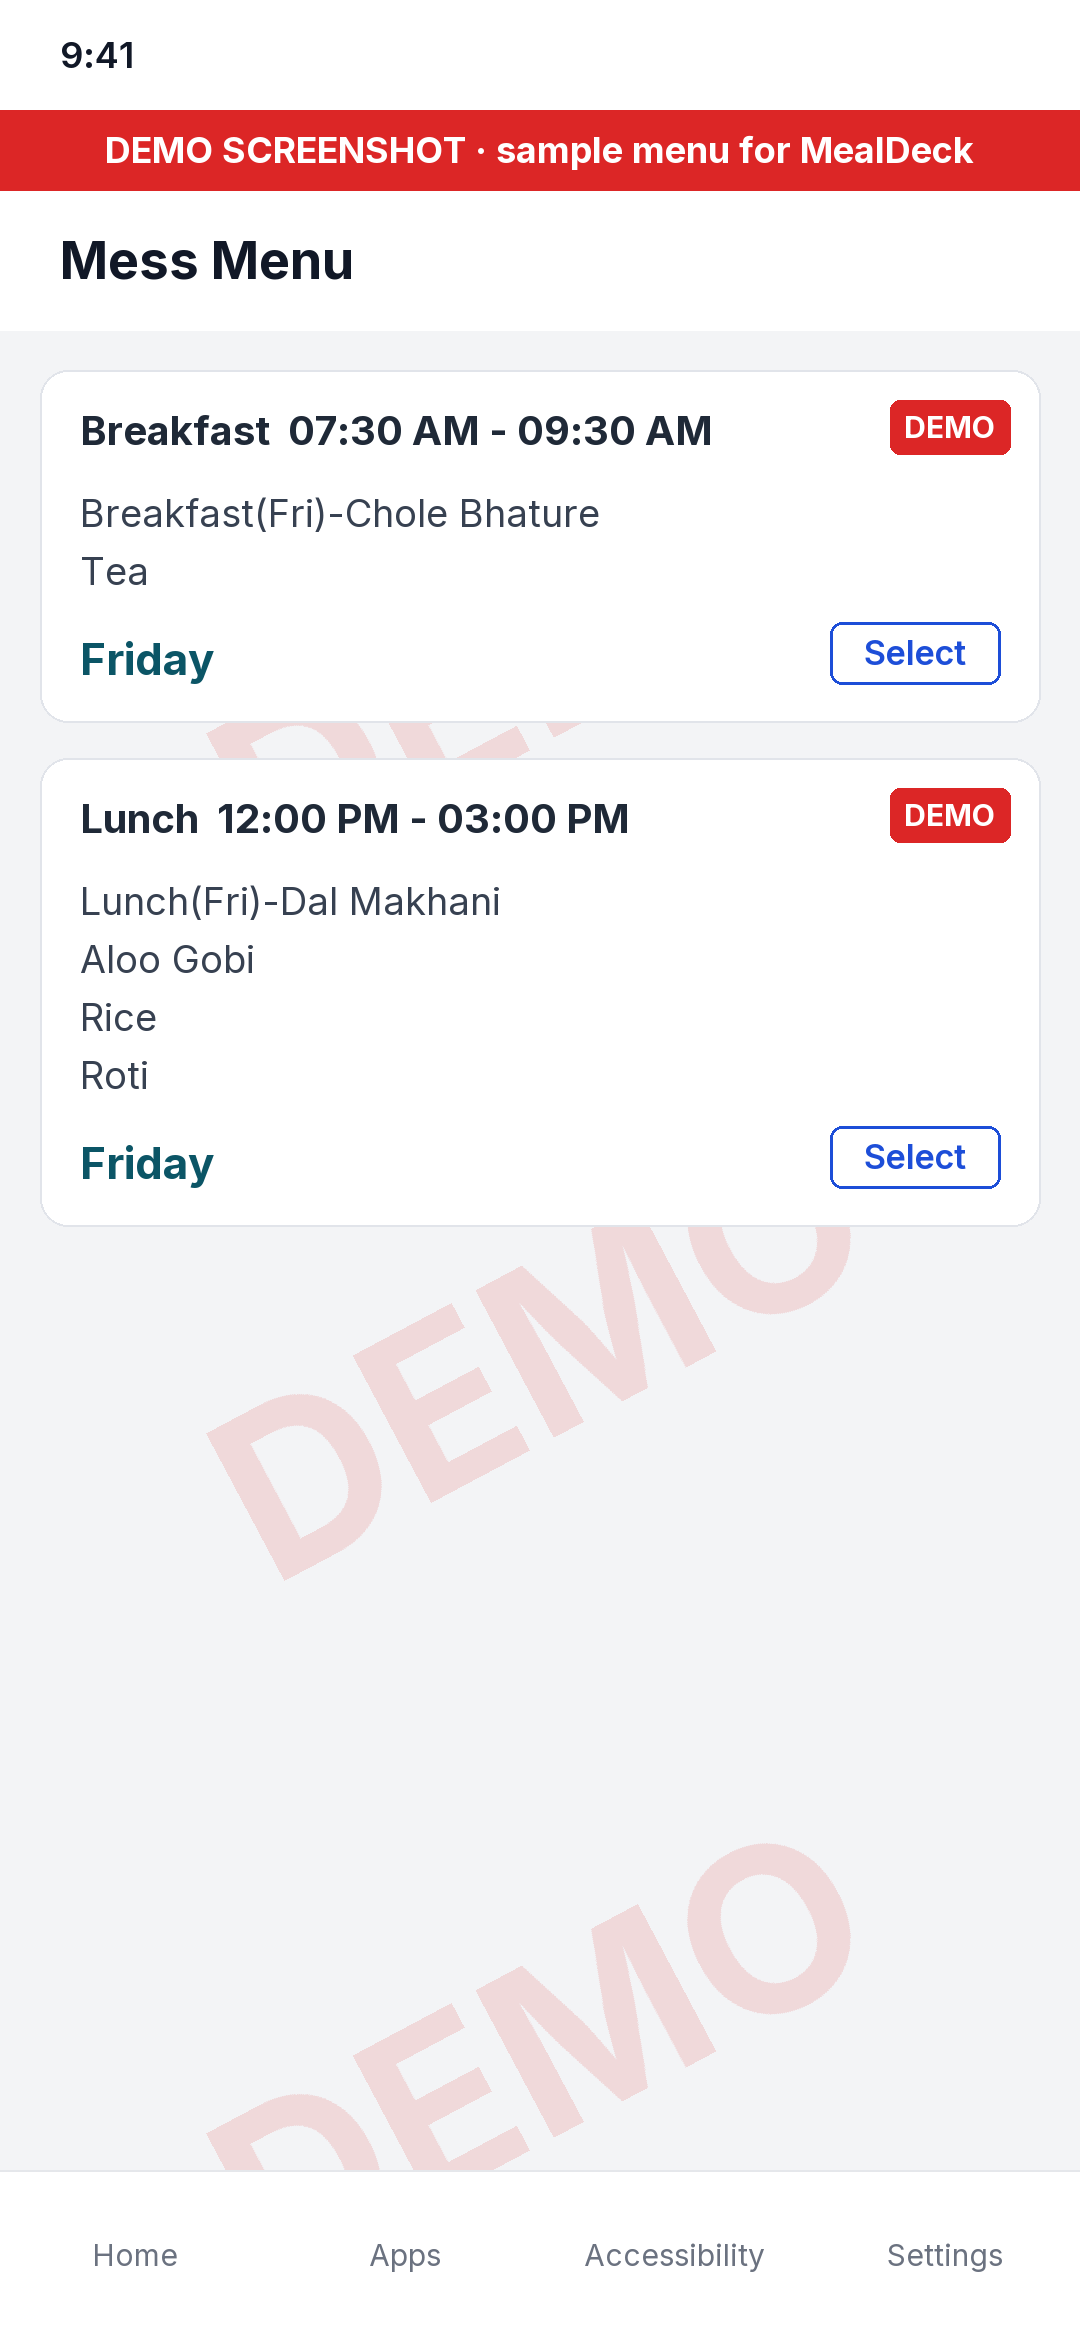 9:41
DEMO SCREENSHOT · sample menu for MealDeck
Mess Menu
Breakfast 07:30 AM - 09:30 AM
DEMO
Breakfast(Fri)-Chole Bhature
Tea
Friday
Select
Lunch 12:00 PM - 03:00 PM
DEMO
Lunch(Fri)-Dal Makhani
Aloo Gobi
Rice
Roti
Friday
Select
DEMO
DEMO
Home
Apps
Accessibility
Settings